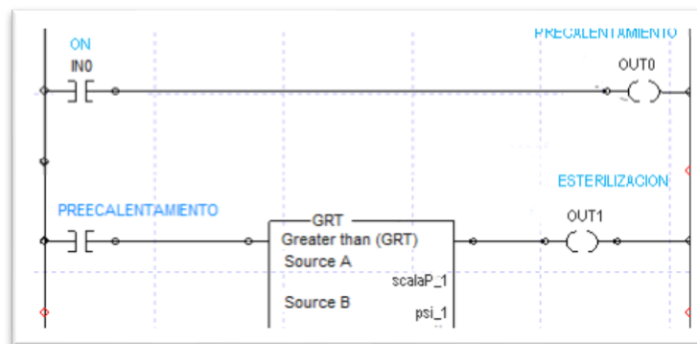 PRECALENTAMIENTO
ON
IN0
OUT0
ESTERILIZACION
PREECALENTAMIENTO
OUT1
GRT
Greater than (GRT)
Source A
scalaP_1
Source B
psi_1